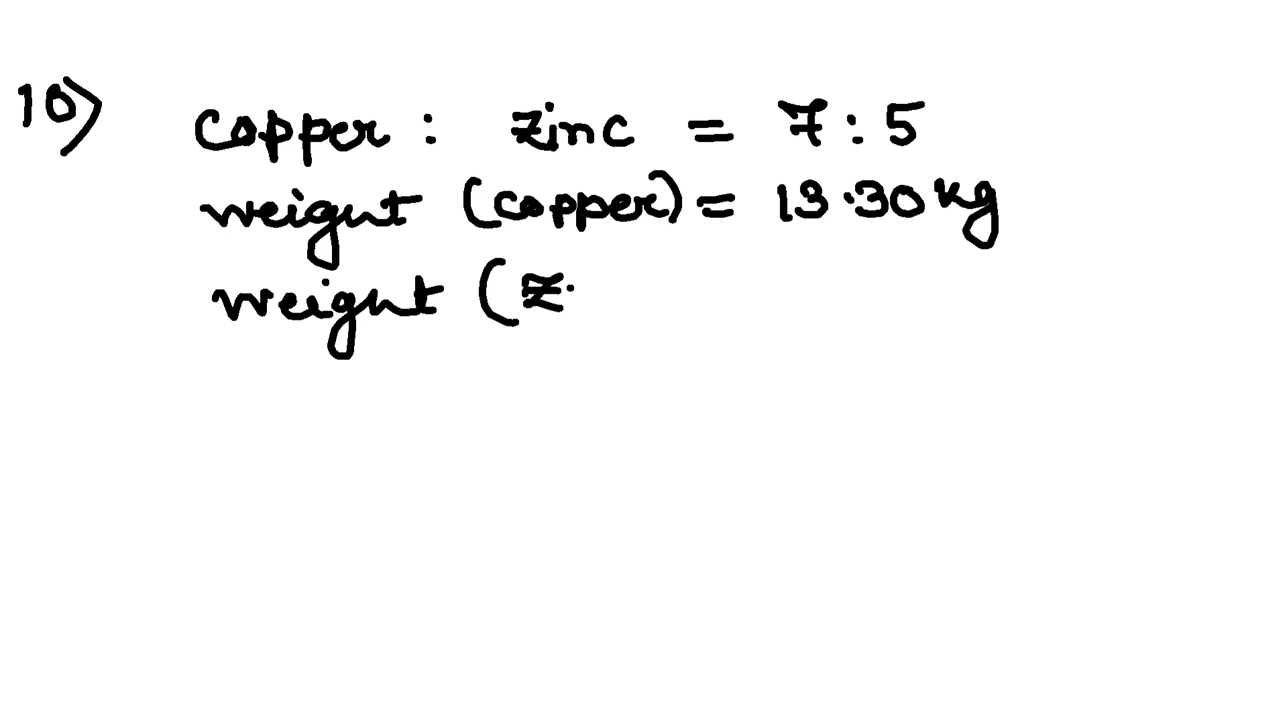 10) copper : zinc = 7 : 5
weight (copper) = 13.30 kg
weight (z